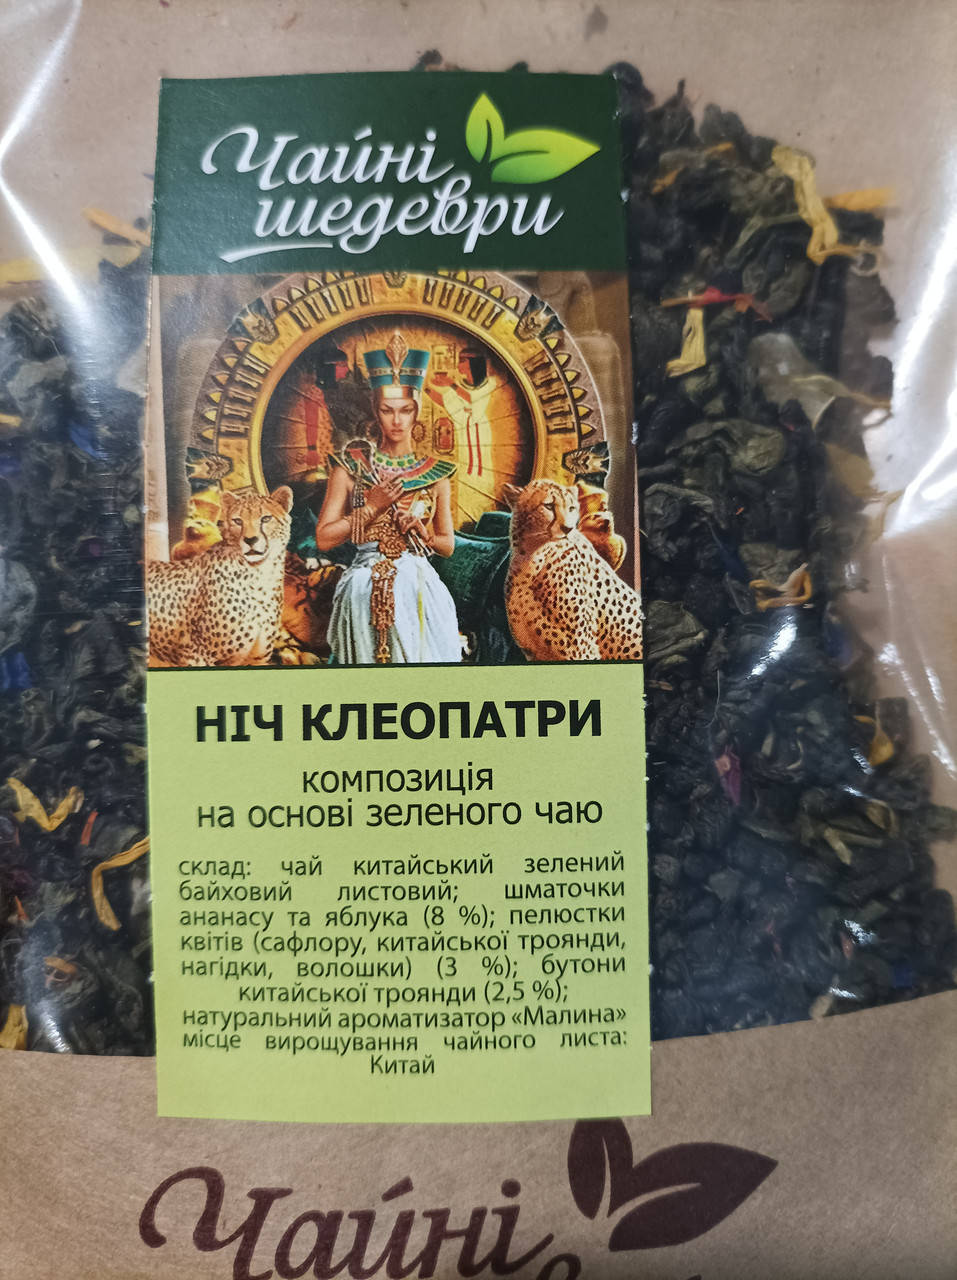 Чайні
шедеври
НІЧ КЛЕОПАТРИ
композиція
на основі зеленого чаю
склад: чай китайський зелений
байховий листовий; шматочки
ананасу та яблука (8 %); пелюстки
квітів (сафлору, китайської троянди,
нагідки, волошки) (3 %); бутони
китайської троянди (2,5 %);
натуральний ароматизатор «Малина»
місце вирощування чайного листа:
Китай
Чайні